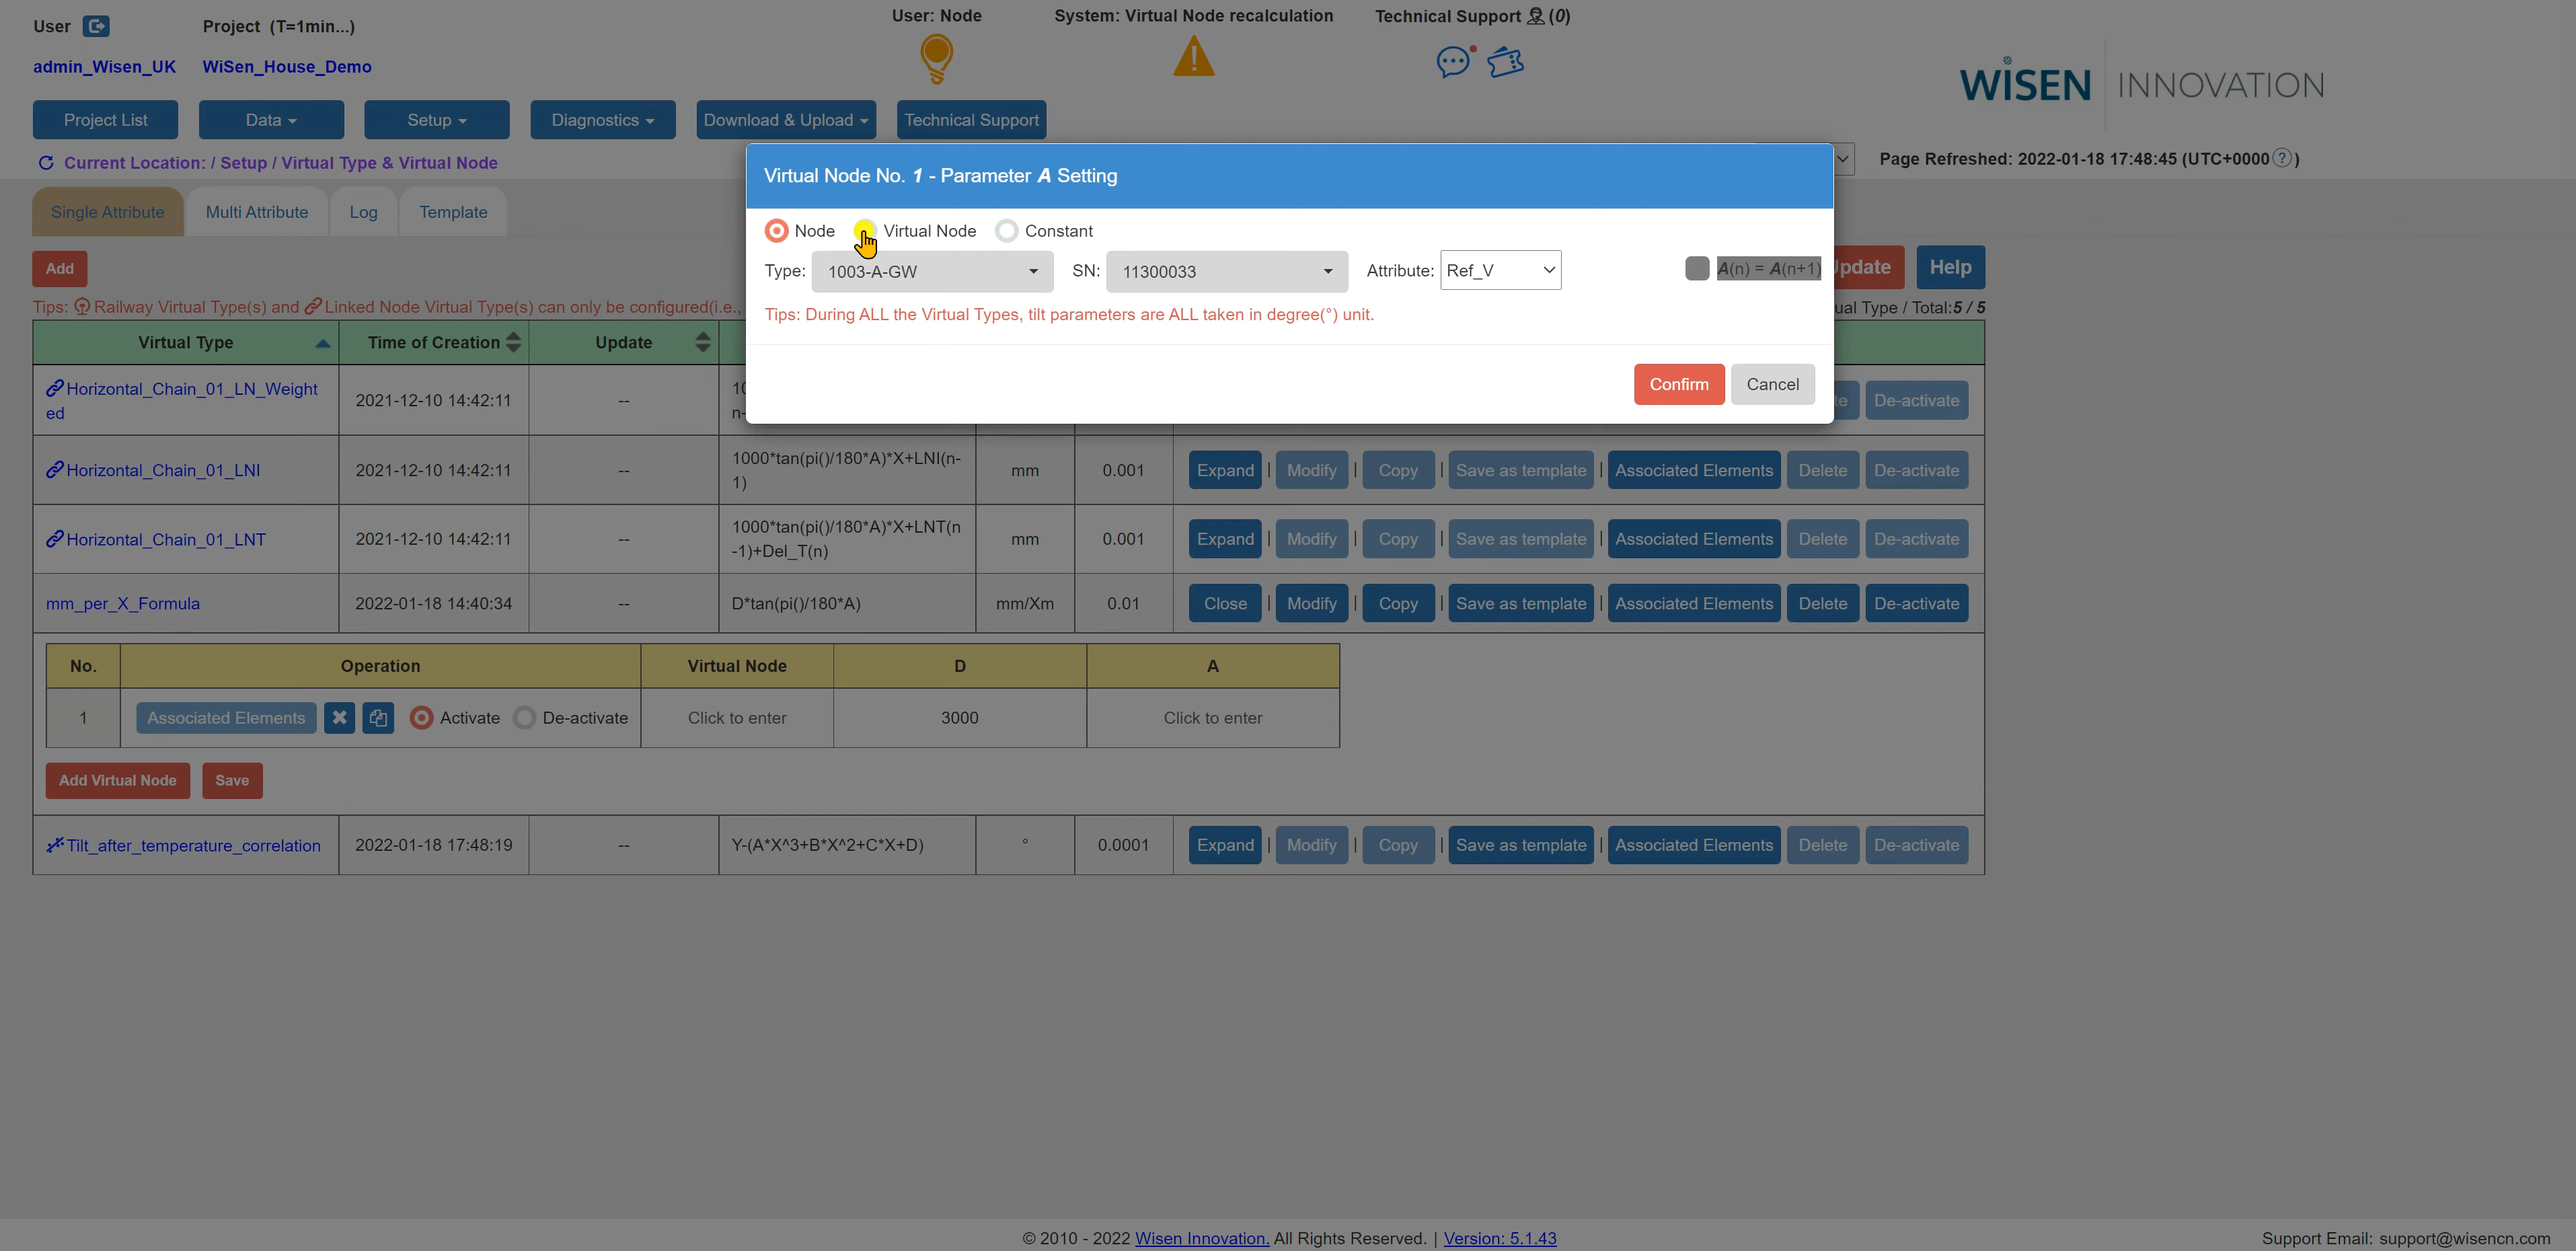 User
Project (T=1min...)
User: Node
System: Virtual Node recalculation
Technical Support (0)
admin_Wisen_UK
WiSen_House_Demo
WISEN INNOVATION
Project List
Data
Setup
Diagnostics
Download & Upload
Technical Support
Current Location: / Setup / Virtual Type & Virtual Node
Page Refreshed: 2022-01-18 17:48:45 (UTC+0000 ? )
Virtual Node No. 1 - Parameter A Setting
Single Attribute
Multi Attribute
Log
Template
Node
Virtual Node
Constant
Add
Type: 1003-A-GW
SN: 11300033
Attribute: Ref_V
A(n) = A(n+1)
Help
Tips: Railway Virtual Type(s) and Linked Node Virtual Type(s) can only be configured(i.e.,
Tips: During ALL the Virtual Types, tilt parameters are ALL taken in degree(°) unit.
Type / Total:5 / 5
Virtual Type
Time of Creation
Update
Confirm
Cancel
Horizontal_Chain_01_LN_Weight
ed
2021-12-10 14:42:11
--
De-activate
Horizontal_Chain_01_LNI
2021-12-10 14:42:11
--
1000*tan(pi()/180*A)*X+LNI(n-
1)
mm
0.001
Expand | Modify | Copy | Save as template | Associated Elements Delete De-activate
Horizontal_Chain_01_LNT
2021-12-10 14:42:11
--
1000*tan(pi()/180*A)*X+LNT(n
-1)+Del_T(n)
mm
0.001
Expand | Modify | Copy | Save as template | Associated Elements Delete De-activate
mm_per_X_Formula
2022-01-18 14:40:34
--
D*tan(pi()/180*A)
mm/Xm
0.01
Close | Modify | Copy | Save as template | Associated Elements Delete De-activate
No.
Operation
Virtual Node
D
A
1
Associated Elements
Activate
De-activate
Click to enter
3000
Click to enter
Add Virtual Node
Save
Tilt_after_temperature_correlation
2022-01-18 17:48:19
--
Y-(A*X^3+B*X^2+C*X+D)
°
0.0001
Expand | Modify | Copy | Save as template | Associated Elements Delete De-activate
© 2010 - 2022 Wisen Innovation. All Rights Reserved. | Version: 5.1.43
Support Email: support@wisencn.com